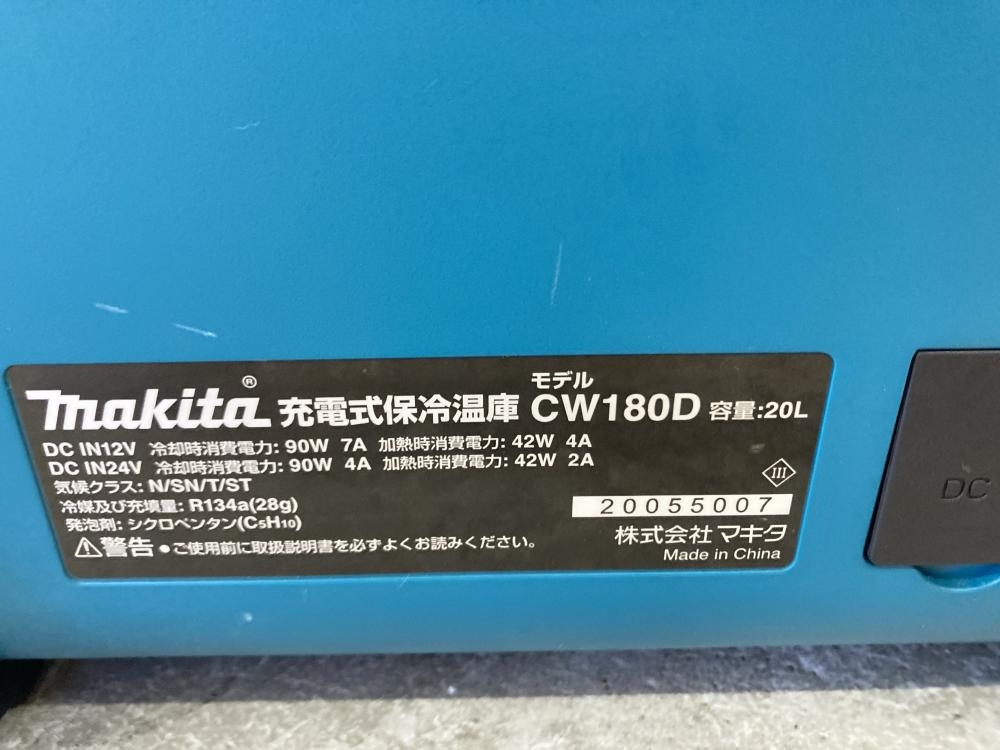 makita® 充電式保冷温庫 モデル CW180D 容量:20L
DC IN12V 冷却時消費電力: 90W 7A 加熱時消費電力: 42W 4A
DC IN24V 冷却時消費電力: 90W 4A 加熱時消費電力: 42W 2A
気候クラス: N/SN/T/ST
III
冷媒及び充填量: R134a(28g)
20055007
発泡剤: シクロペンタン(C5H10)
株式会社 マキタ
⚠警告 ●ご使用前に取扱説明書を必ずよくお読みください。
Made in China
DC